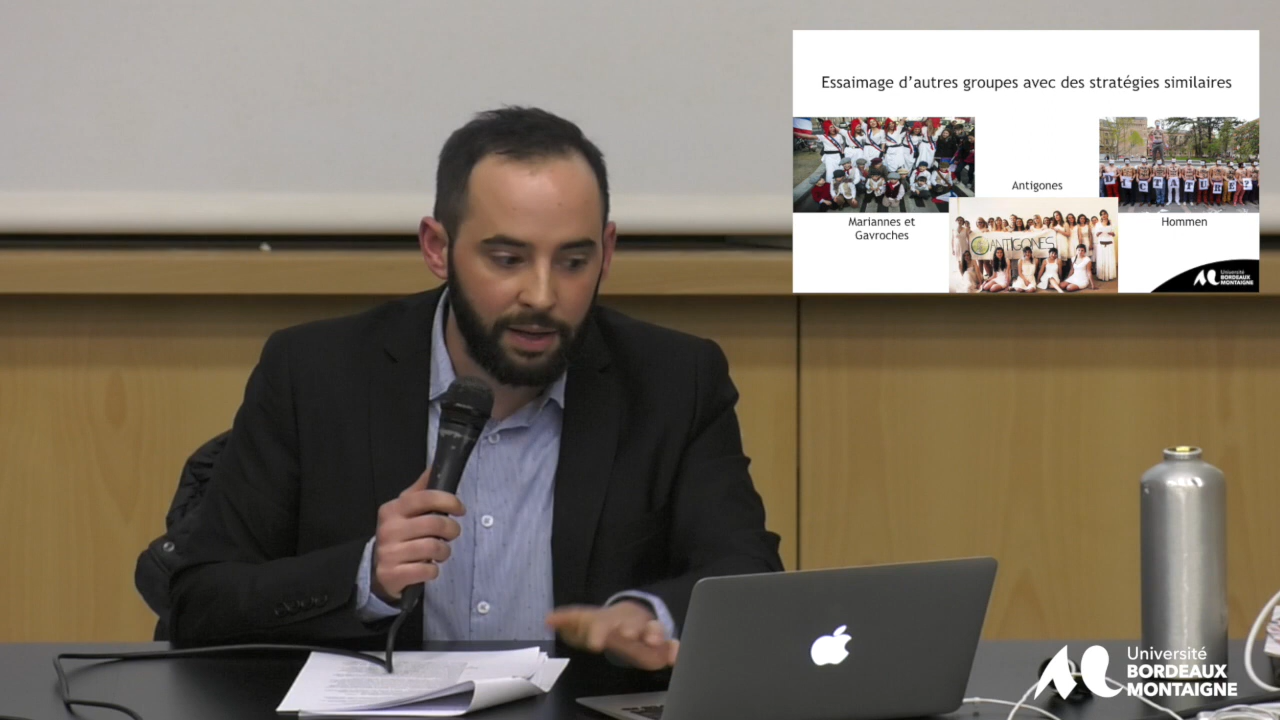 Essaimage d'autres groupes avec des stratégies similaires
Antigones
Mariannes et
Gavroches
Hommen
ANTIGONES
Université
BORDEAUX
MONTAIGNE
Université
BORDEAUX
MONTAIGNE